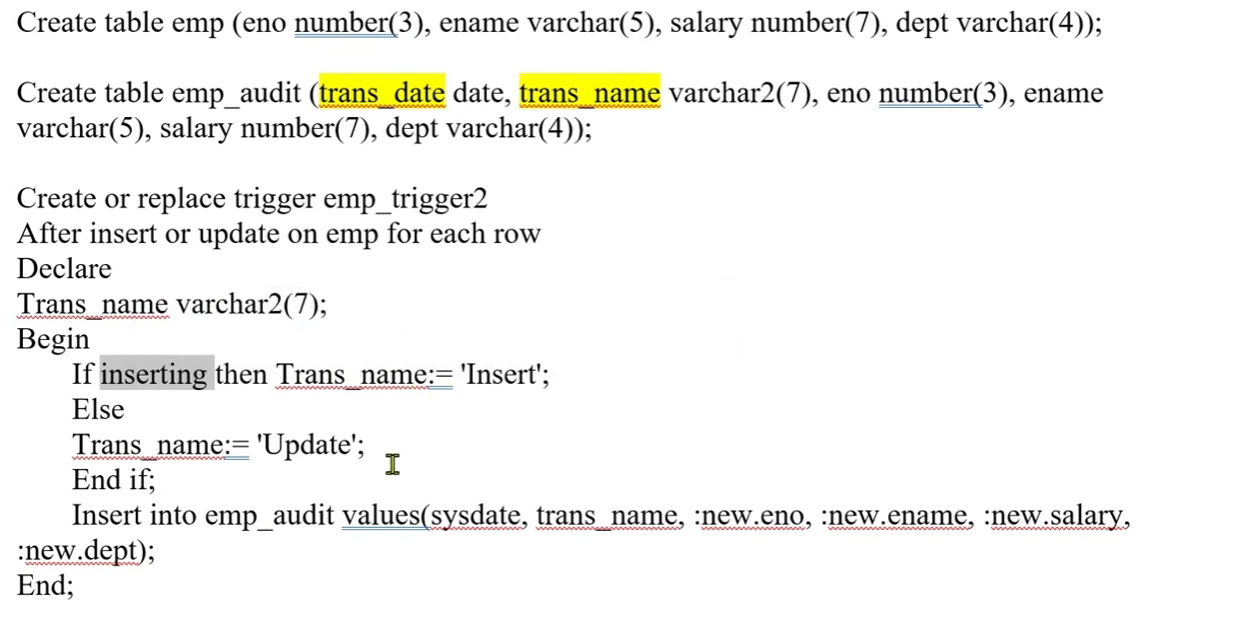 Create table emp (eno number(3), ename varchar(5), salary number(7), dept varchar(4));
Create table emp_audit (trans_date date, trans_name varchar2(7), eno number(3), ename
varchar(5), salary number(7), dept varchar(4));
Create or replace trigger emp_trigger2
After insert or update on emp for each row
Declare
Trans_name varchar2(7);
Begin
If inserting then Trans_name:= 'Insert';
Else
Trans_name:= 'Update';
End if;
Insert into emp_audit values(sysdate, trans_name, :new.eno, :new.ename, :new.salary,
:new.dept);
End;